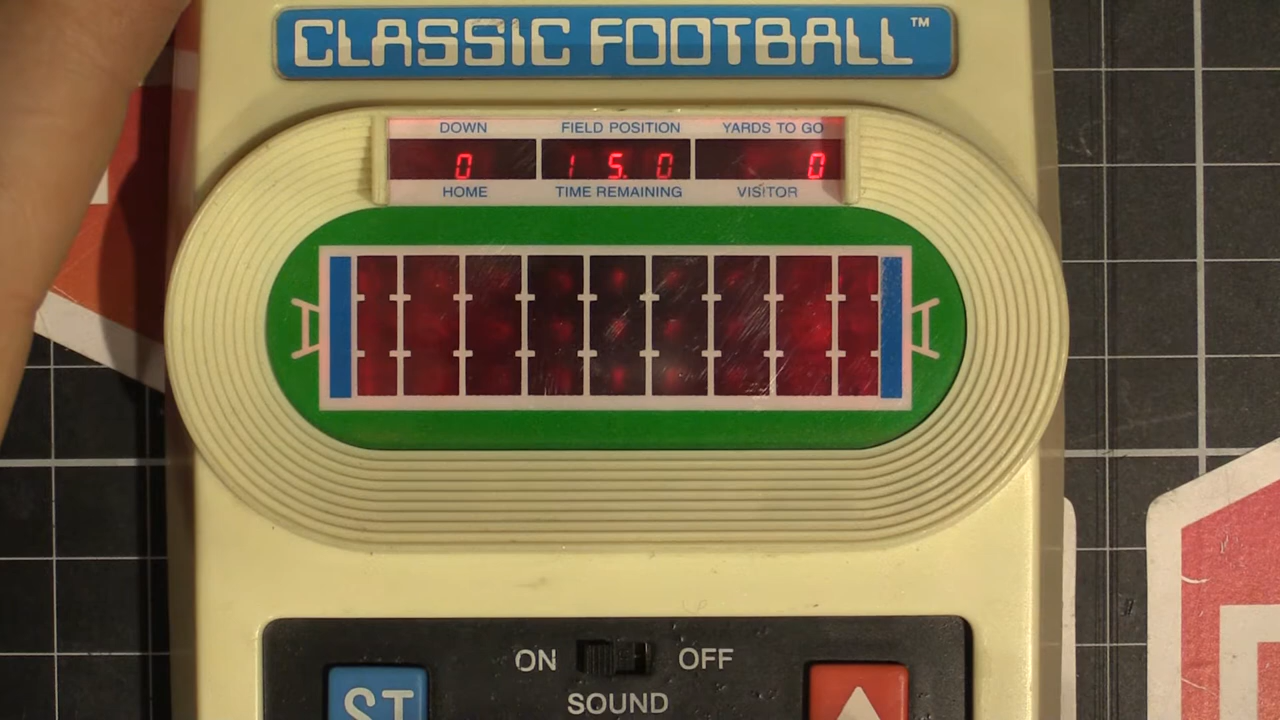 CLASSIC FOOTBALL™
DOWN FIELD POSITION YARDS TO GO
0 15.0 0
HOME TIME REMAINING VISITOR
ON OFF
ST SOUND